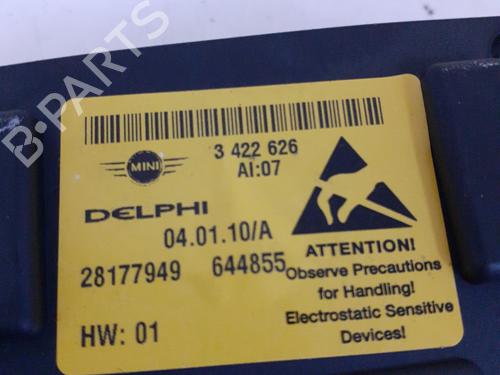 B-PARTS
3 422 626
MINI
AI:07
DELPHI
04.01.10/A
28177949 644855
HW: 01
ATTENTION!
Observe Precautions
for Handling!
Electrostatic Sensitive
Devices!